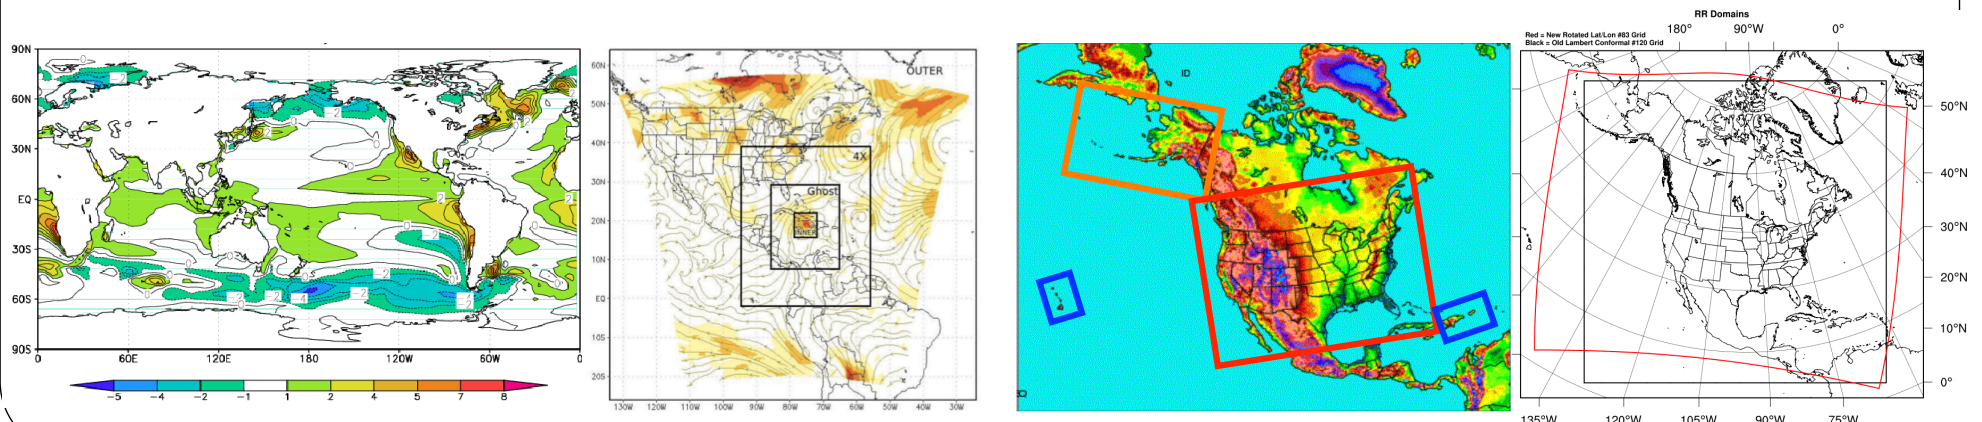 90N
60N
30N
EQ
30S
60S
90S
0
60E
120E
180
120W
60W
0
-5
-4
-2
-1
1
2
4
5
7
8
OUTER
4X
Ghost
INNER
60N
50N
40N
30N
20N
10N
EQ
10S
20S
130W
120W
110W
100W
90W
80W
70W
60W
50W
40W
30W
ID
RR Domains
Red = New Rotated Lat/Lon #83 Grid
Black = Old Lambert Conformal #120 Grid
180°
90°W
0°
50°N
40°N
30°N
20°N
10°N
0°
135°W
120°W
105°W
90°W
75°W